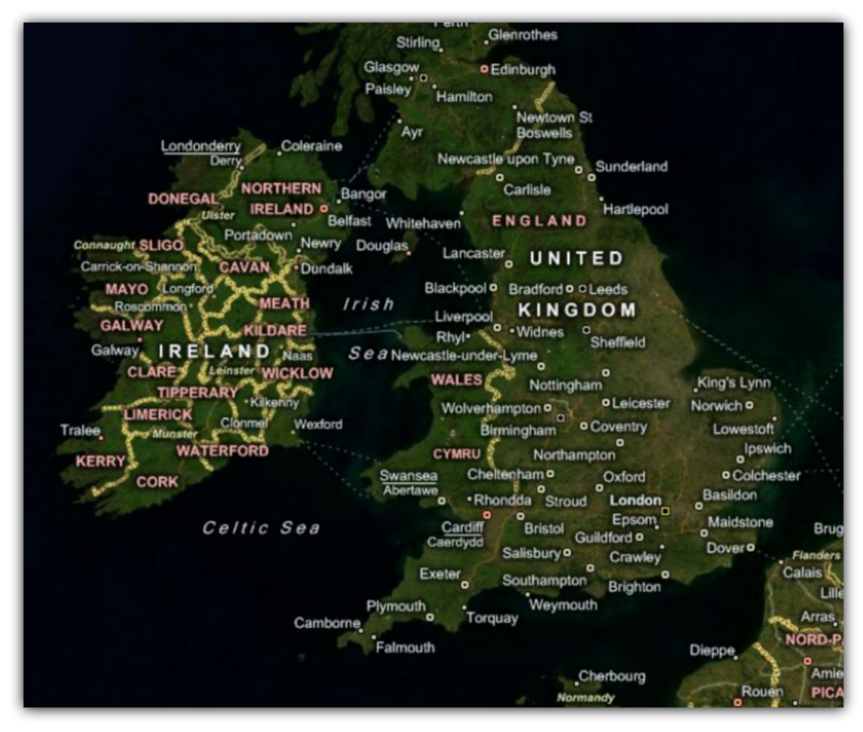 Perth
Glenrothes
Stirling
Glasgow
Edinburgh
Paisley
Hamilton
Newtown St
Boswells
Ayr
Londonderry
Derry
Coleraine
Newcastle upon Tyne
Sunderland
Carlisle
DONEGAL
NORTHERN
IRELAND
Bangor
Hartlepool
Ulster
Belfast
Whitehaven
ENGLAND
Portadown
Connaught
SLIGO
Newry
Douglas
Lancaster
UNITED
Carrick-on-Shannon
CAVAN
Dundalk
MAYO
Longford
Blackpool
Bradford
Leeds
Roscommon
MEATH
Irish
KINGDOM
GALWAY
KILDARE
Liverpool
Widnes
Rhyl
Sheffield
Galway
IRELAND
Naas
Sea
Newcastle-under-Lyme
CLARE
Leinster
WICKLOW
WALES
Nottingham
King's Lynn
TIPPERARY
Kilkenny
Wolverhampton
Leicester
Norwich
LIMERICK
Clonmel
Wexford
Birmingham
Coventry
Lowestoft
Tralee
Munster
WATERFORD
CYMRU
Northampton
Ipswich
KERRY
Swansea
Abertawe
Cheltenham
Oxford
Colchester
CORK
Rhondda
Stroud
London
Basildon
Celtic Sea
Cardiff
Caerdydd
Bristol
Epsom
Maidstone
Guildford
Brug
Salisbury
Crawley
Dover
Flanders
Exeter
Southampton
Brighton
Calais
Plymouth
Weymouth
Lille
Camborne
Torquay
Arras
Falmouth
NORD-PA
Dieppe
Cherbourg
Amie
Normandy
Rouen
PICA